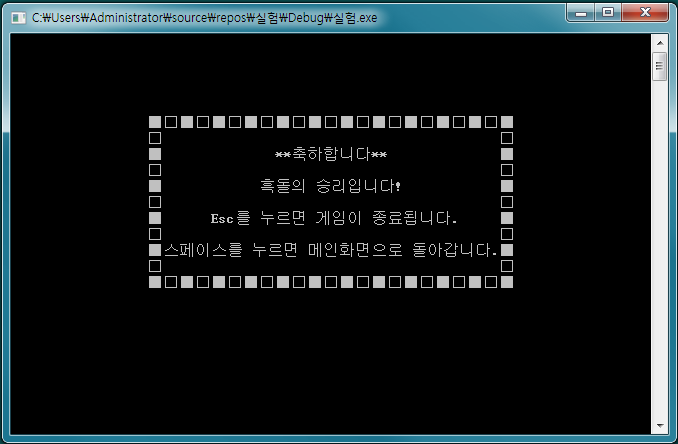 C:₩Users₩Administrator₩source₩repos₩실험₩Debug₩실험.exe
**축하합니다**
흑돌의 승리입니다!
Esc를 누르면 게임이 종료됩니다.
스페이스를 누르면 메인화면으로 돌아갑니다.